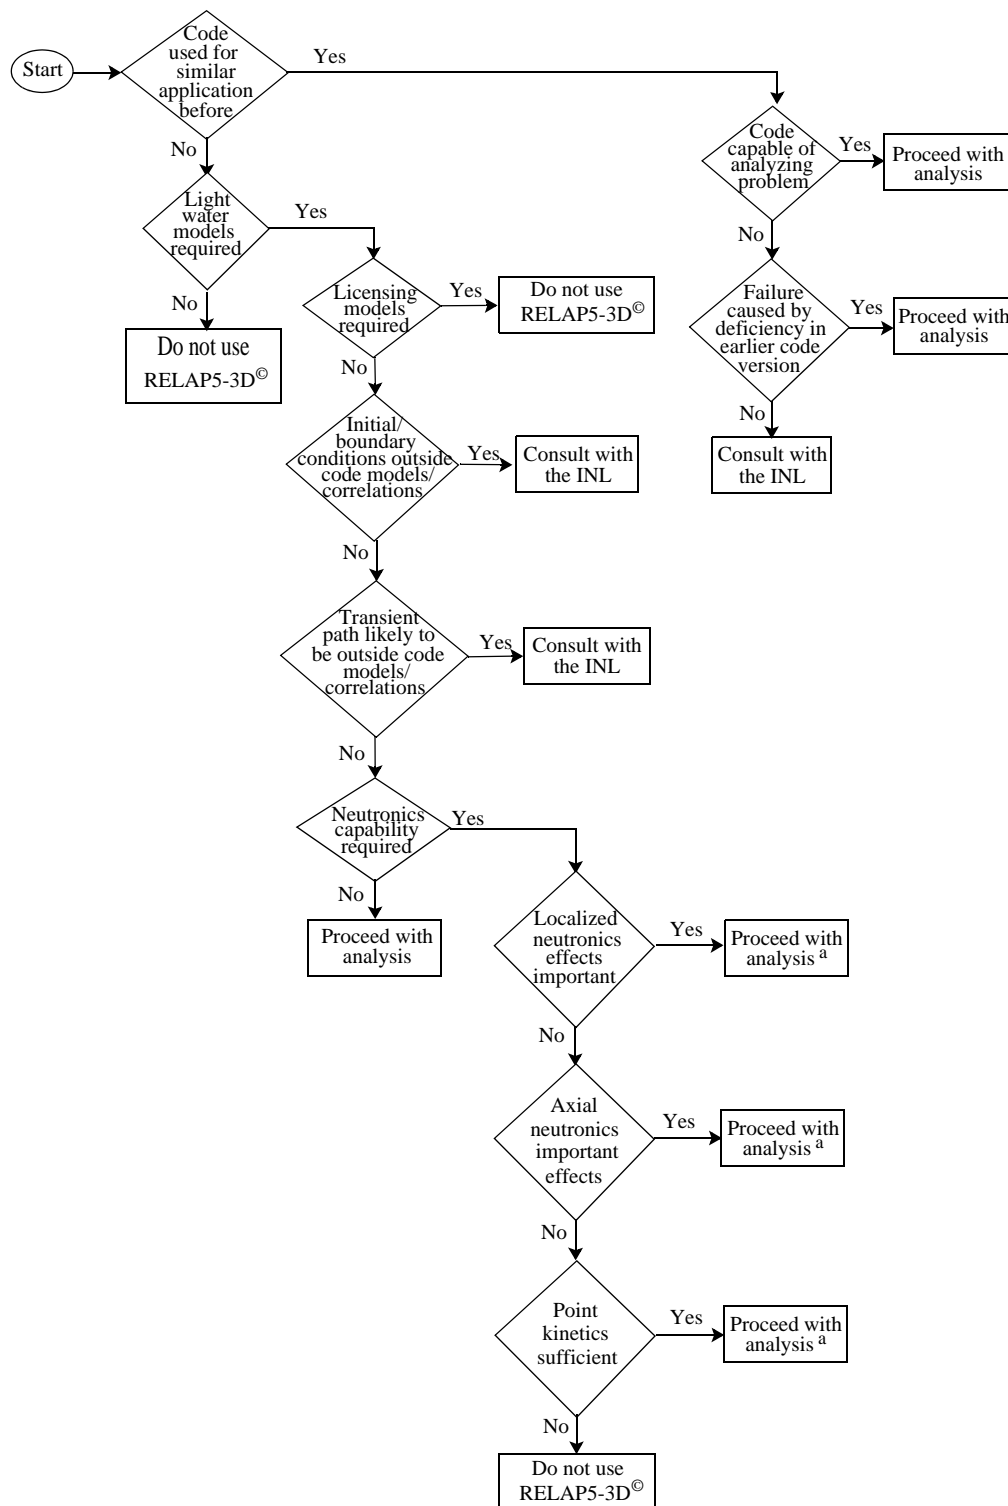 Start
Code
used for
similar
application
before
Yes
No
Code
capable of
analyzing
problem
Yes
Proceed with
analysis
No
Light
water
models
required
Yes
No
Do not use
RELAP5-3D©
Licensing
models
required
Yes
Do not use
RELAP5-3D©
No
Failure
caused by
deficiency in
earlier code
version
Yes
Proceed with
analysis
No
Consult with
the INL
Initial/
boundary
conditions outside
code models/
correlations
Yes
Consult with
the INL
No
Transient
path likely to
be outside code
models/
correlations
Yes
Consult with
the INL
No
Neutronics
capability
required
Yes
No
Proceed with
analysis
Localized
neutronics
effects
important
Yes
Proceed with
analysis a
No
Axial
neutronics
important
effects
Yes
Proceed with
analysis a
No
Point
kinetics
sufficient
Yes
Proceed with
analysis a
No
Do not use
RELAP5-3D©